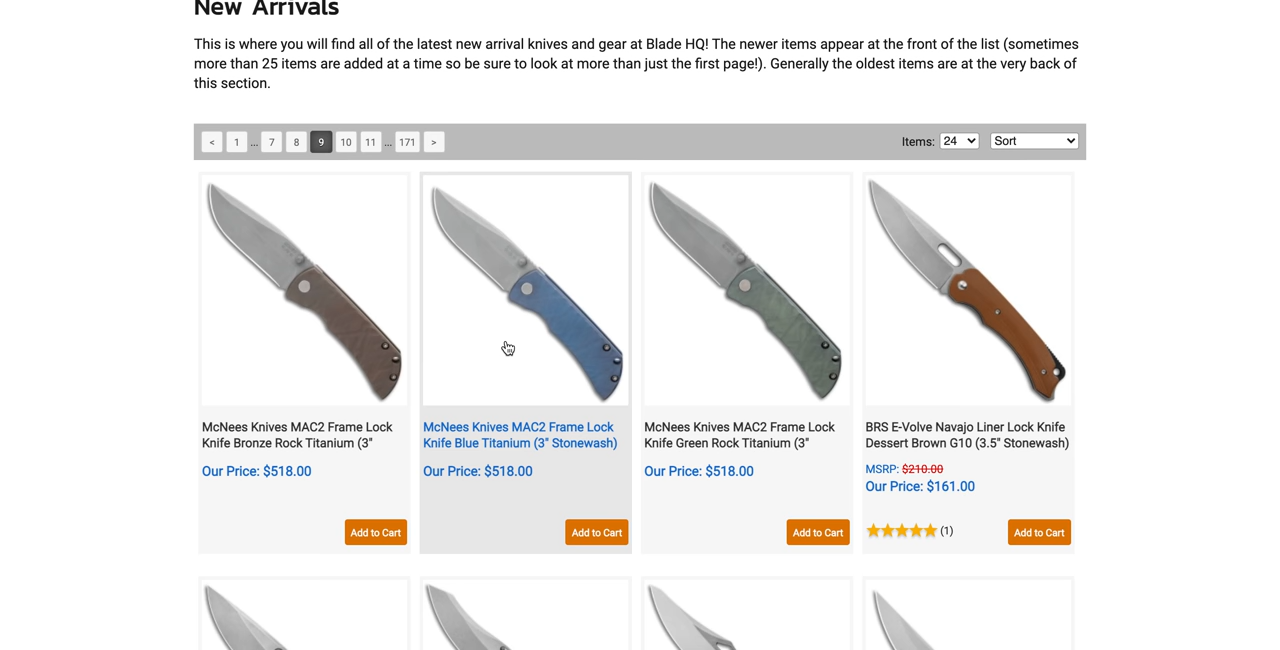 New Arrivals
This is where you will find all of the latest new arrival knives and gear at Blade HQ! The newer items appear at the front of the list (sometimes
more than 25 items are added at a time so be sure to look at more than just the first page!). Generally the oldest items are at the very back of
this section.
< 1 ... 7 8 9 10 11 ... 171 > Items: 24 Sort
McNees Knives MAC2 Frame Lock
Knife Bronze Rock Titanium (3"
Our Price: $518.00
Add to Cart
McNees Knives MAC2 Frame Lock
Knife Blue Titanium (3" Stonewash)
Our Price: $518.00
Add to Cart
McNees Knives MAC2 Frame Lock
Knife Green Rock Titanium (3"
Our Price: $518.00
Add to Cart
BRS E-Volve Navajo Liner Lock Knife
Dessert Brown G10 (3.5" Stonewash)
MSRP: $210.00
Our Price: $161.00
(1) Add to Cart